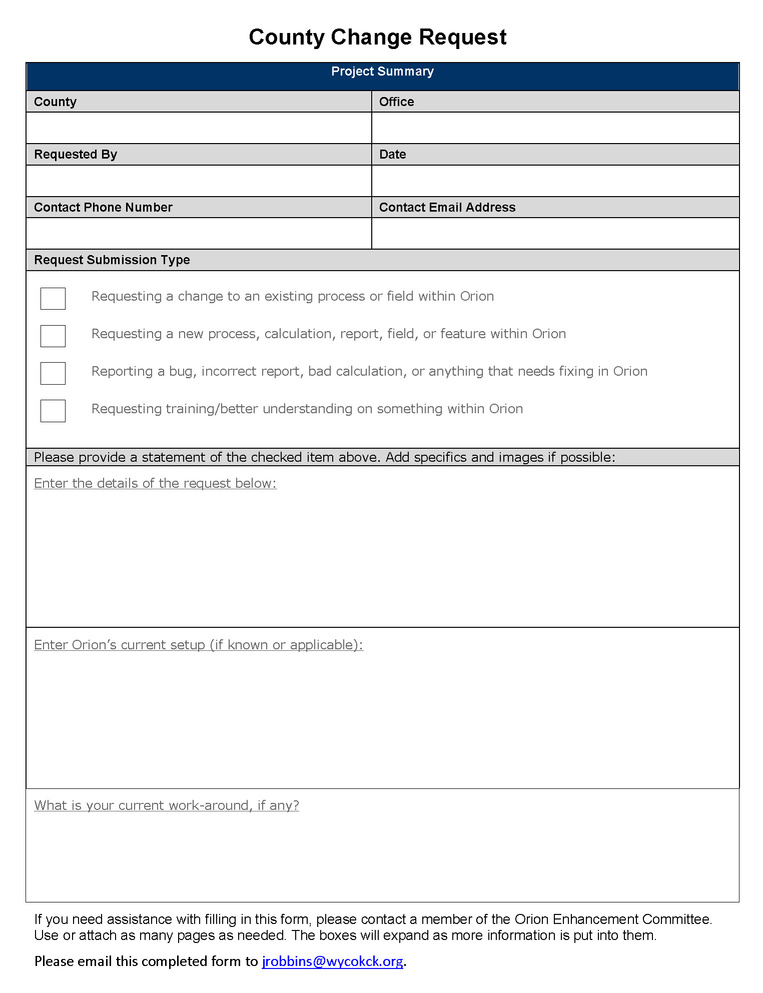 County Change Request
Project Summary
County
Office
Requested By
Date
Contact Phone Number
Contact Email Address
Request Submission Type
Requesting a change to an existing process or field within Orion
Requesting a new process, calculation, report, field, or feature within Orion
Reporting a bug, incorrect report, bad calculation, or anything that needs fixing in Orion
Requesting training/better understanding on something within Orion
Please provide a statement of the checked item above. Add specifics and images if possible:
Enter the details of the request below:
Enter Orion’s current setup (if known or applicable):
What is your current work-around, if any?
If you need assistance with filling in this form, please contact a member of the Orion Enhancement Committee.
Use or attach as many pages as needed. The boxes will expand as more information is put into them.
Please email this completed form to jrobbins@wycokck.org.